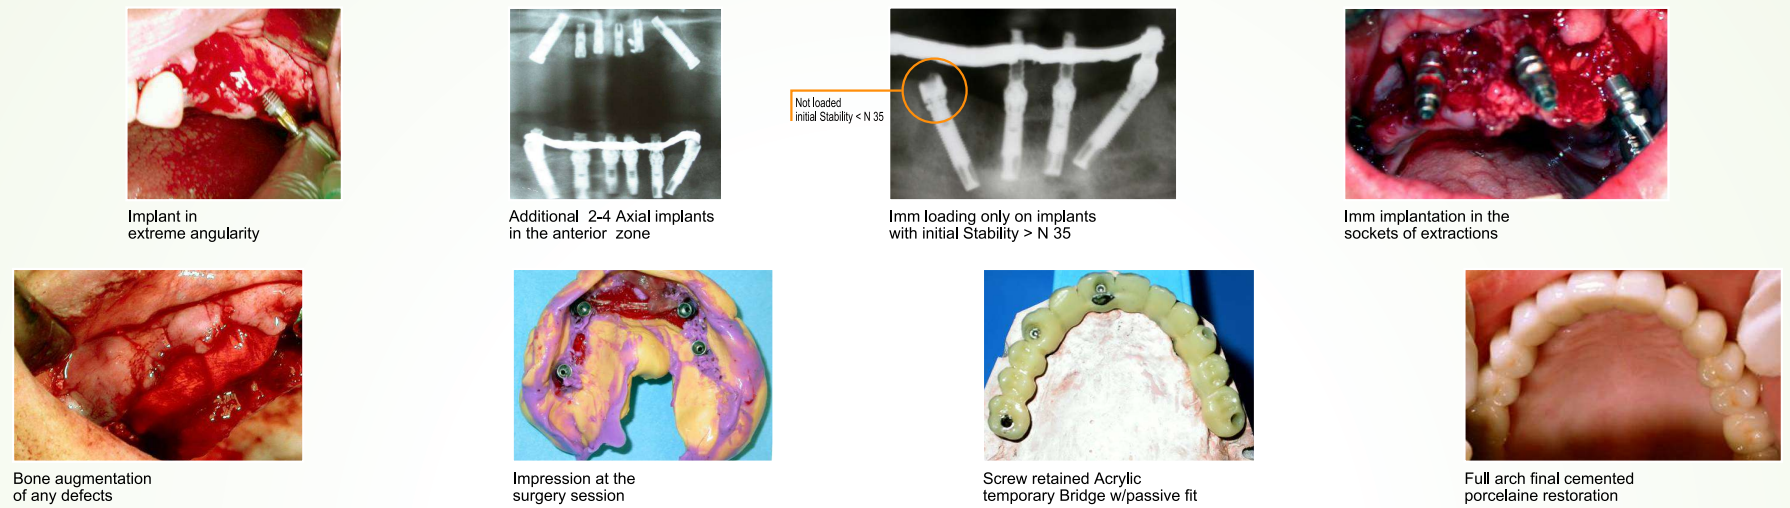 Not loaded
initial Stability < N 35
Implant in
extreme angularity
Additional 2-4 Axial implants
in the anterior zone
Imm loading only on implants
with initial Stability > N 35
Imm implantation in the
sockets of extractions
Bone augmentation
of any defects
Impression at the
surgery session
Screw retained Acrylic
temporary Bridge w/passive fit
Full arch final cemented
porcelaine restoration